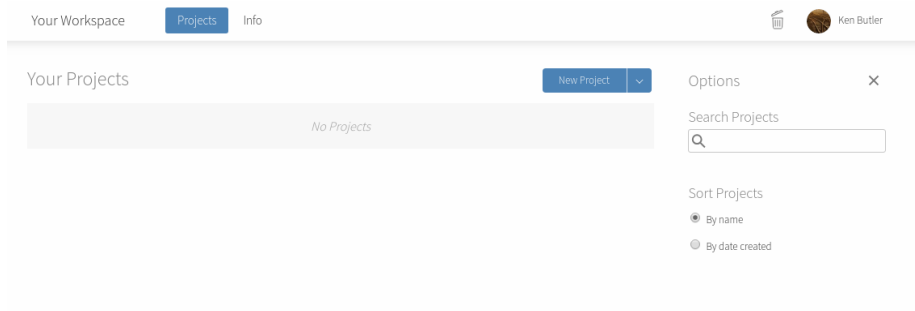 Your Workspace Projects Info Ken Butler
Your Projects New Project Options
Search Projects
No Projects
Sort Projects
By name
By date created